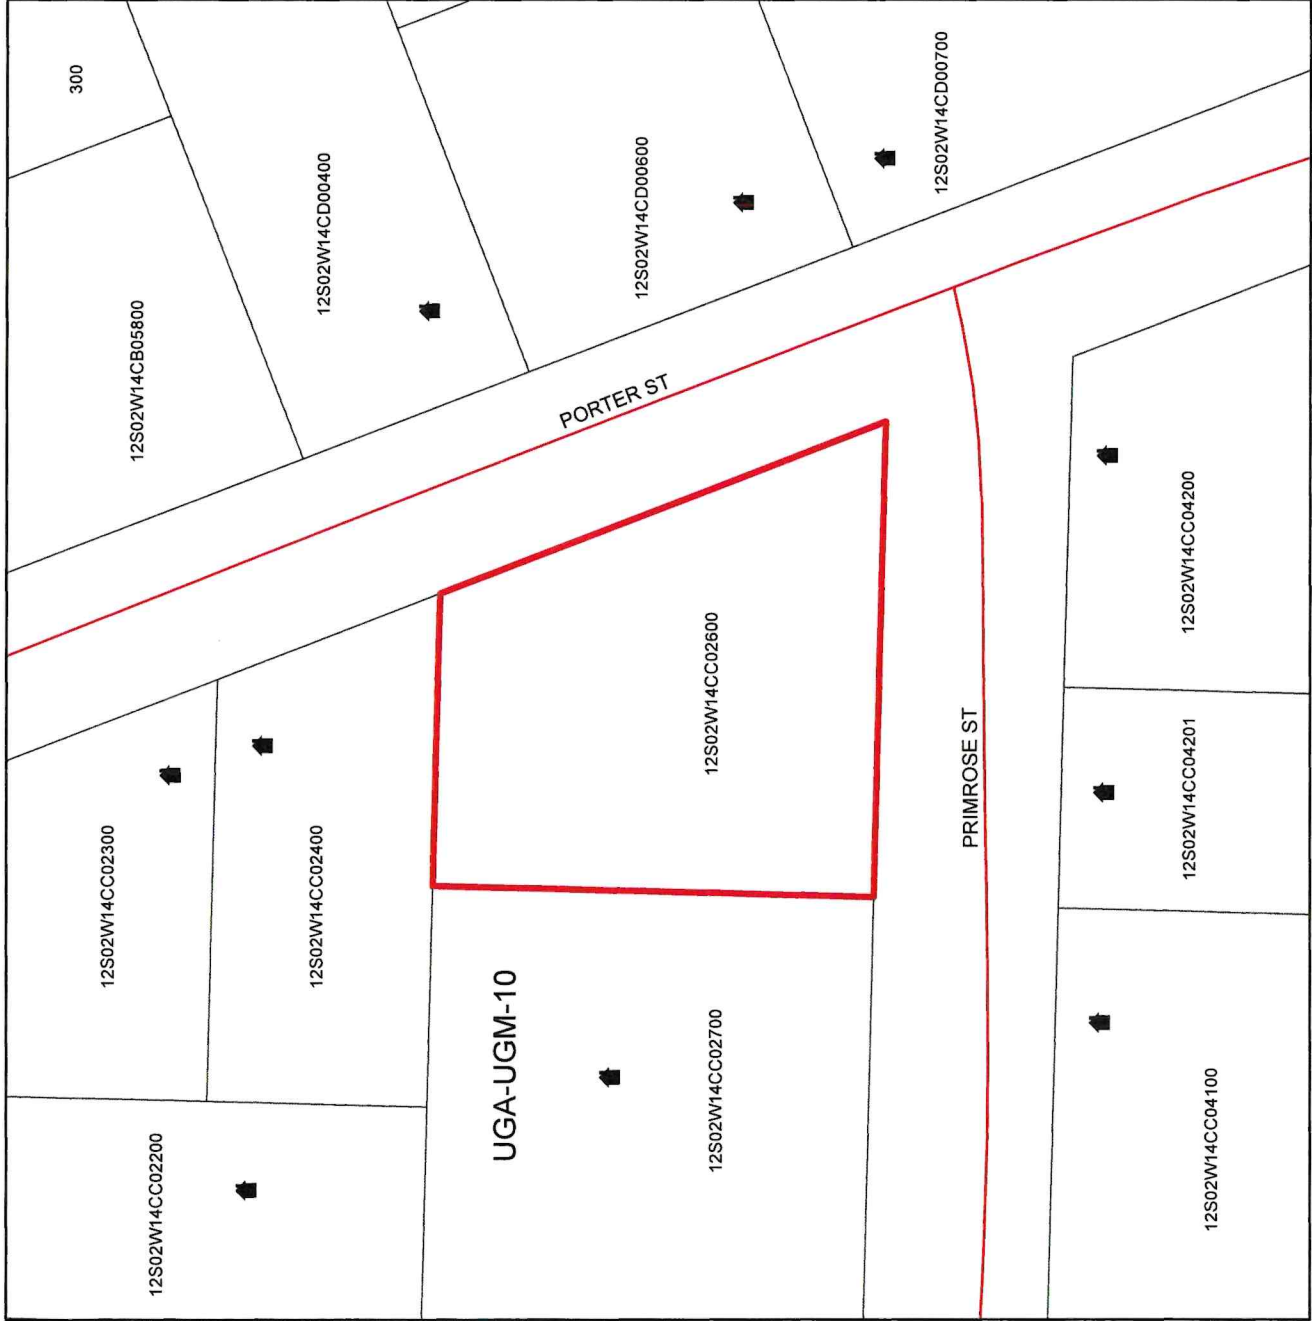 300
12S02W14CB05800
12S02W14CD00400
12S02W14CD00600
12S02W14CD00700
PORTER ST
12S02W14CC02300
12S02W14CC02400
12S02W14CC02200
12S02W14CC02600
UGA-UGM-10
12S02W14CC02700
PRIMROSE ST
12S02W14CC04200
12S02W14CC04201
12S02W14CC04100